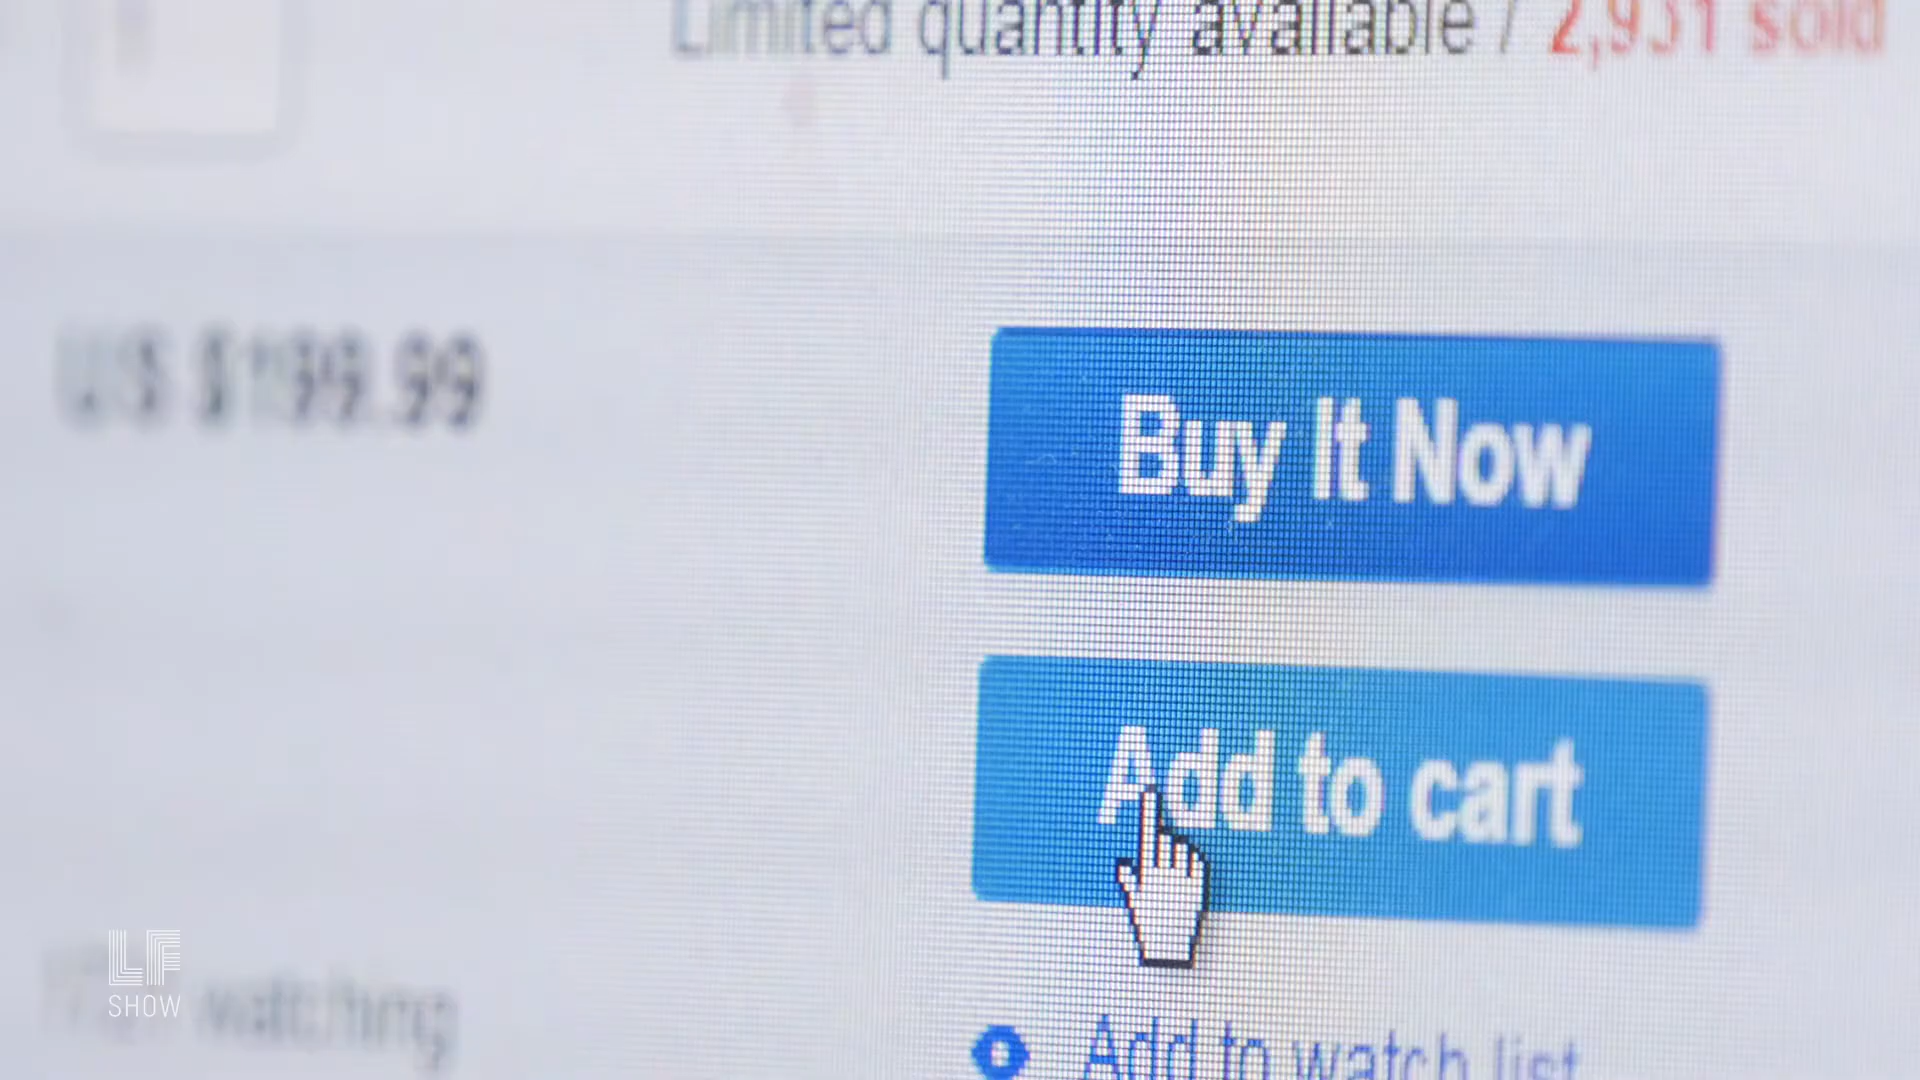 Limited quantity available / 2,931 sold
US $199.99
Buy It Now
Add to cart
watching
Add to watch list
LF
SHOW